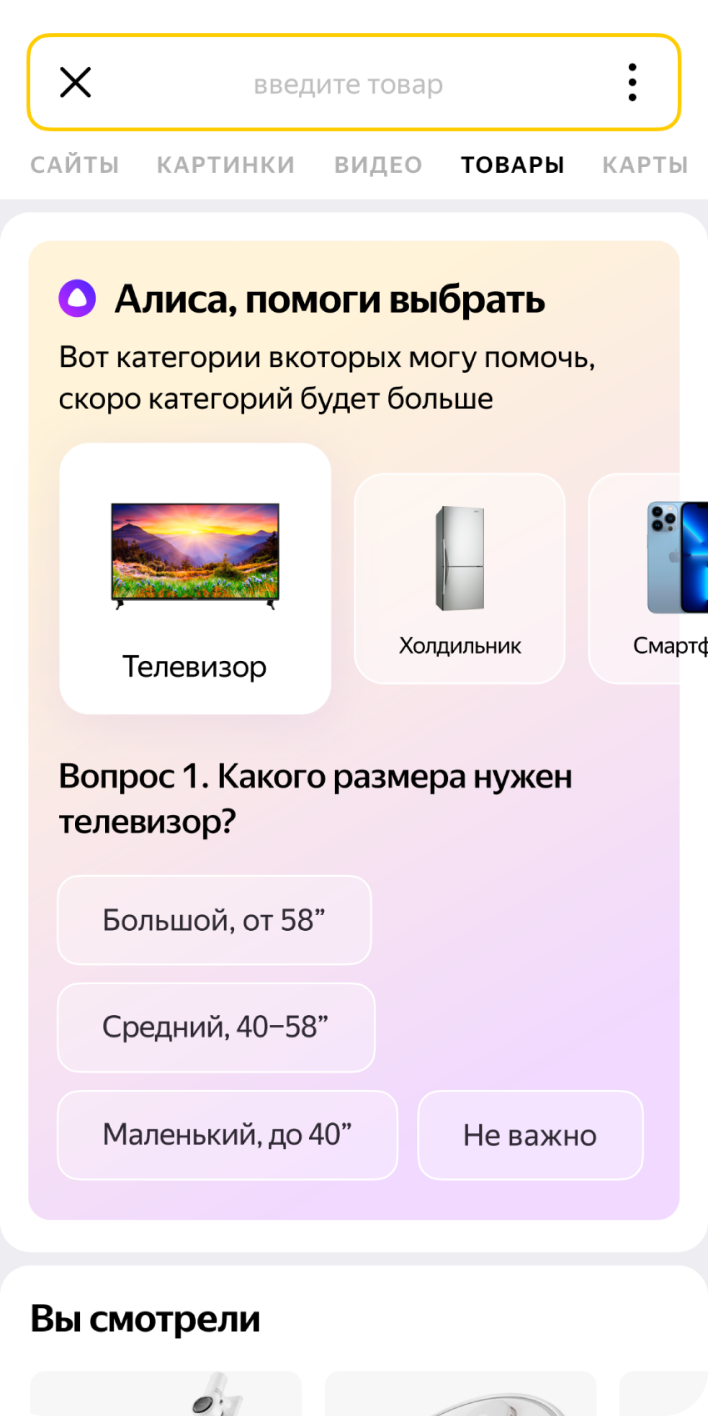 введите товар
САЙТЫ КАРТИНКИ ВИДЕО ТОВАРЫ КАРТЫ
Алиса, помоги выбрать
Вот категории вкоторых могу помочь,
скоро категорий будет больше
Телевизор
Холдильник
Смартф
Вопрос 1. Какого размера нужен
телевизор?
Большой, от 58”
Средний, 40–58”
Маленький, до 40”
Не важно
Вы смотрели